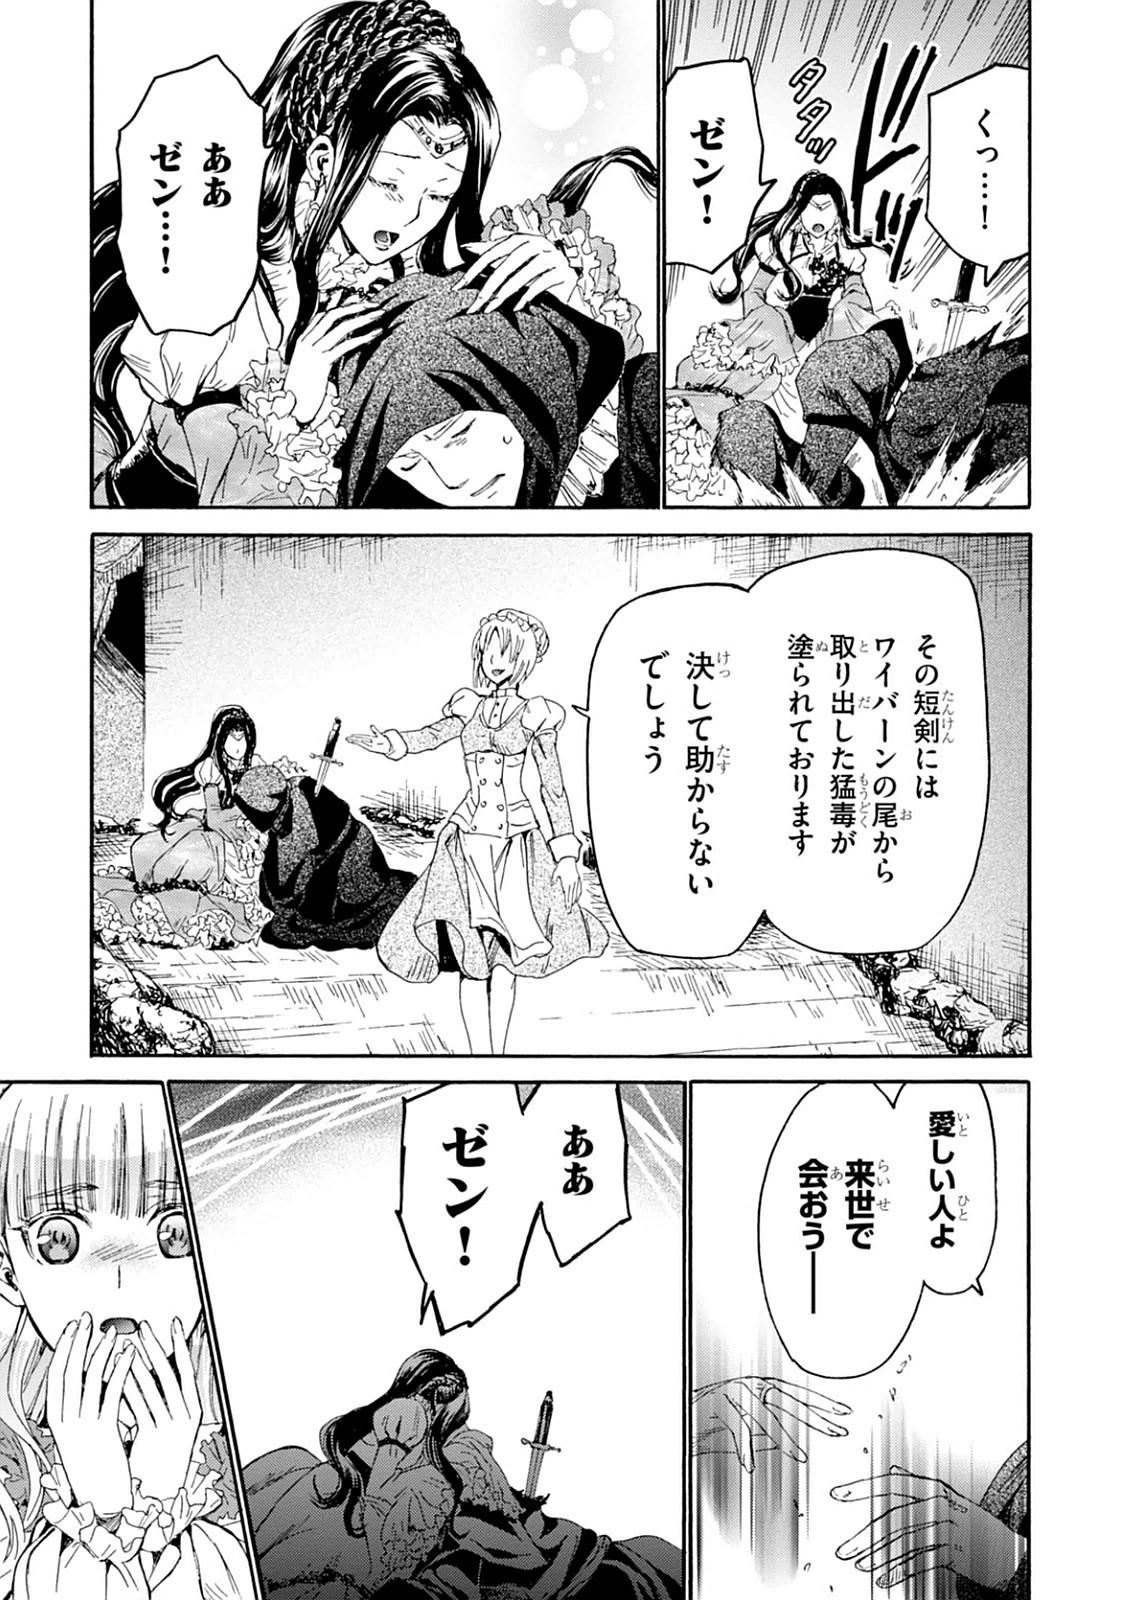 くっ…！
タタタッ
ゼン！
ああ
ゼン…！
その短剣には
ワイバーンの尾から
取り出した猛毒が
塗られております
決して助からない
でしょう
愛しい人よ
来世で
会おう――
ああ
ゼン！